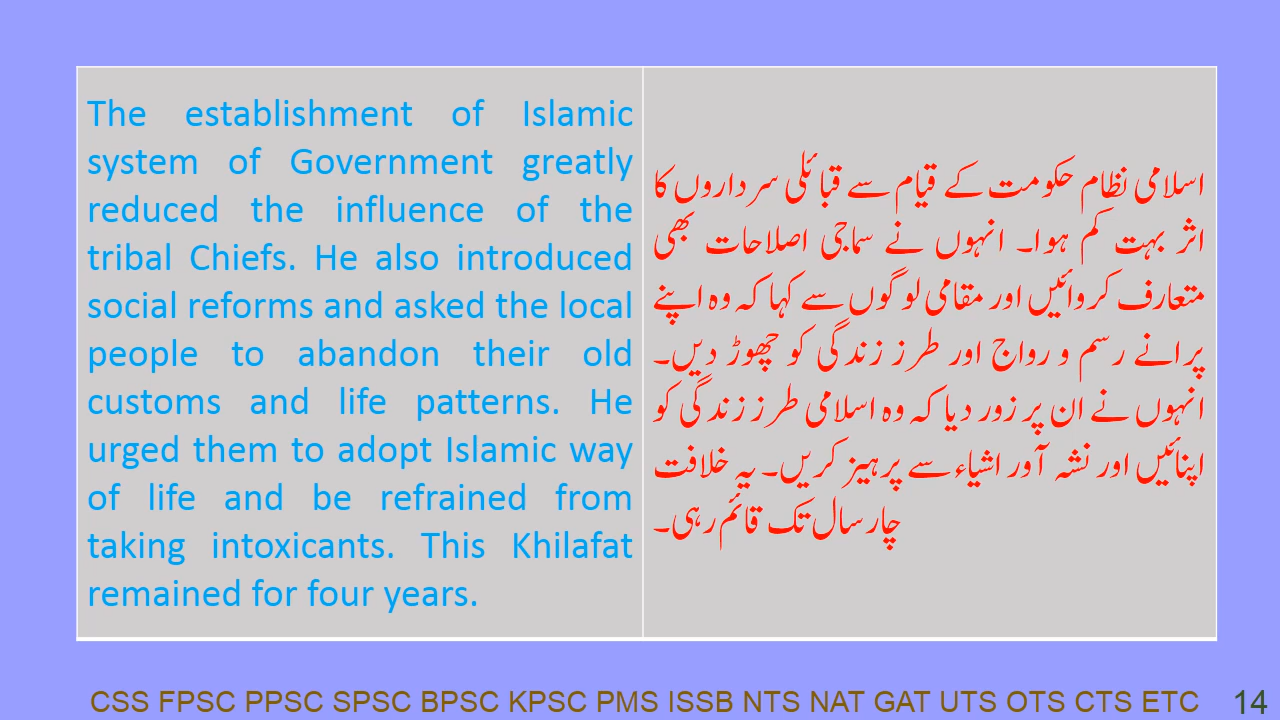 The establishment of Islamic
system of Government greatly
reduced the influence of the
tribal Chiefs. He also introduced
social reforms and asked the local
people to abandon their old
customs and life patterns. He
urged them to adopt Islamic way
of life and be refrained from
taking intoxicants. This Khilafat
remained for four years.
اسلامی نظام حکومت کے قیام سے قبائلی سرداروں کا
اثر بہت کم ہوا۔ انہوں نے سماجی اصلاحات بھی
متعارف کروائیں اور مقامی لوگوں سے کہا کہ وہ اپنے
پرانے رسم و رواج اور طرز زندگی کو چھوڑ دیں۔
انہوں نے ان پر زور دیا کہ وہ اسلامی طرز زندگی کو
اپنائیں اور نشہ آور اشیاء سے پرہیز کریں۔ یہ خلافت
چار سال تک قائم رہی۔
CSS FPSC PPSC SPSC BPSC KPSC PMS ISSB NTS NAT GAT UTS OTS CTS ETC 14